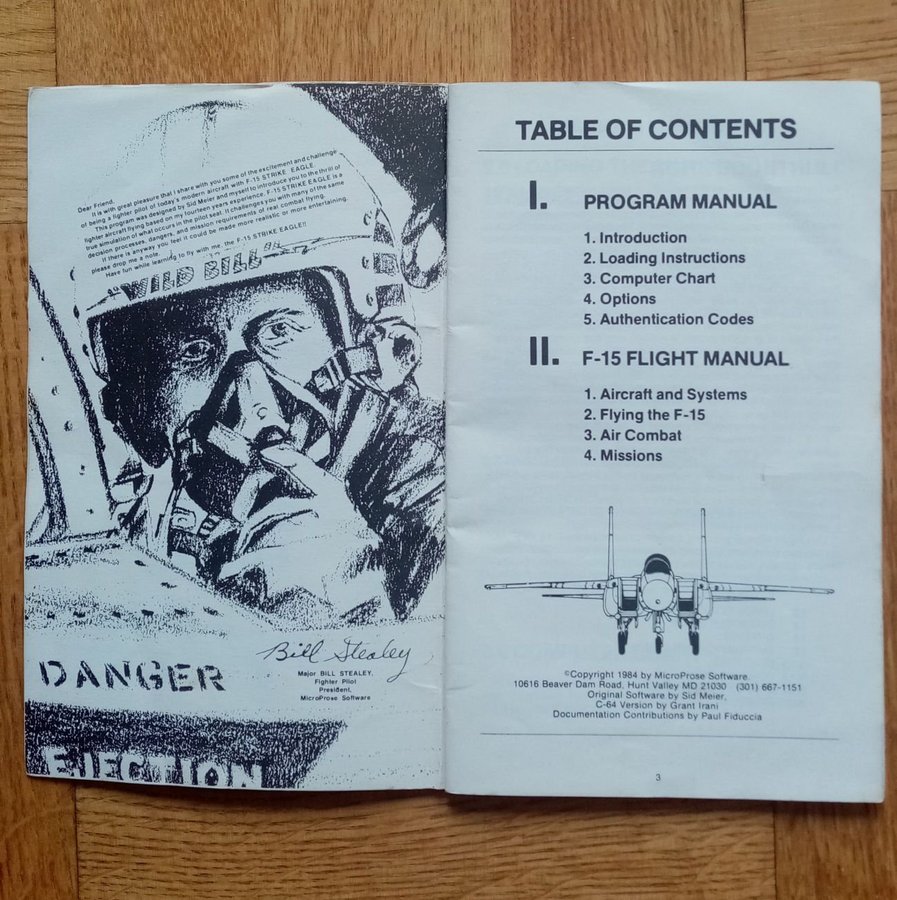 Dear Friend,
It is with great pleasure that I share with you some of the excitement and challenge
of being a fighter pilot of today's modern aircraft with F-15 STRIKE EAGLE.
This program was designed by Sid Meier and myself to introduce you to the thrill of
fighter aircraft flying based on my fourteen years experience. F-15 STRIKE EAGLE is a
true simulation of what occurs in the pilot seat. It challenges you with many of the same
decision processes, dangers, and mission requirements of real combat flying.
If there is anyway you feel it could be made more realistic or more entertaining,
please drop me a note.
Have fun while learning to fly with me, the F-15 STRIKE EAGLE!!
"WILD BILL"
Bill Stealey
Major BILL STEALEY,
Fighter Pilot
President,
MicroProse Software
DANGER
EJECTION
TABLE OF CONTENTS
I. PROGRAM MANUAL
1. Introduction
2. Loading Instructions
3. Computer Chart
4. Options
5. Authentication Codes
II. F-15 FLIGHT MANUAL
1. Aircraft and Systems
2. Flying the F-15
3. Air Combat
4. Missions
©Copyright 1984 by MicroProse Software.
10616 Beaver Dam Road, Hunt Valley MD 21030 (301) 667-1151
Original Software by Sid Meier,
C-64 Version by Grant Irani
Documentation Contributions by Paul Fiduccia
3